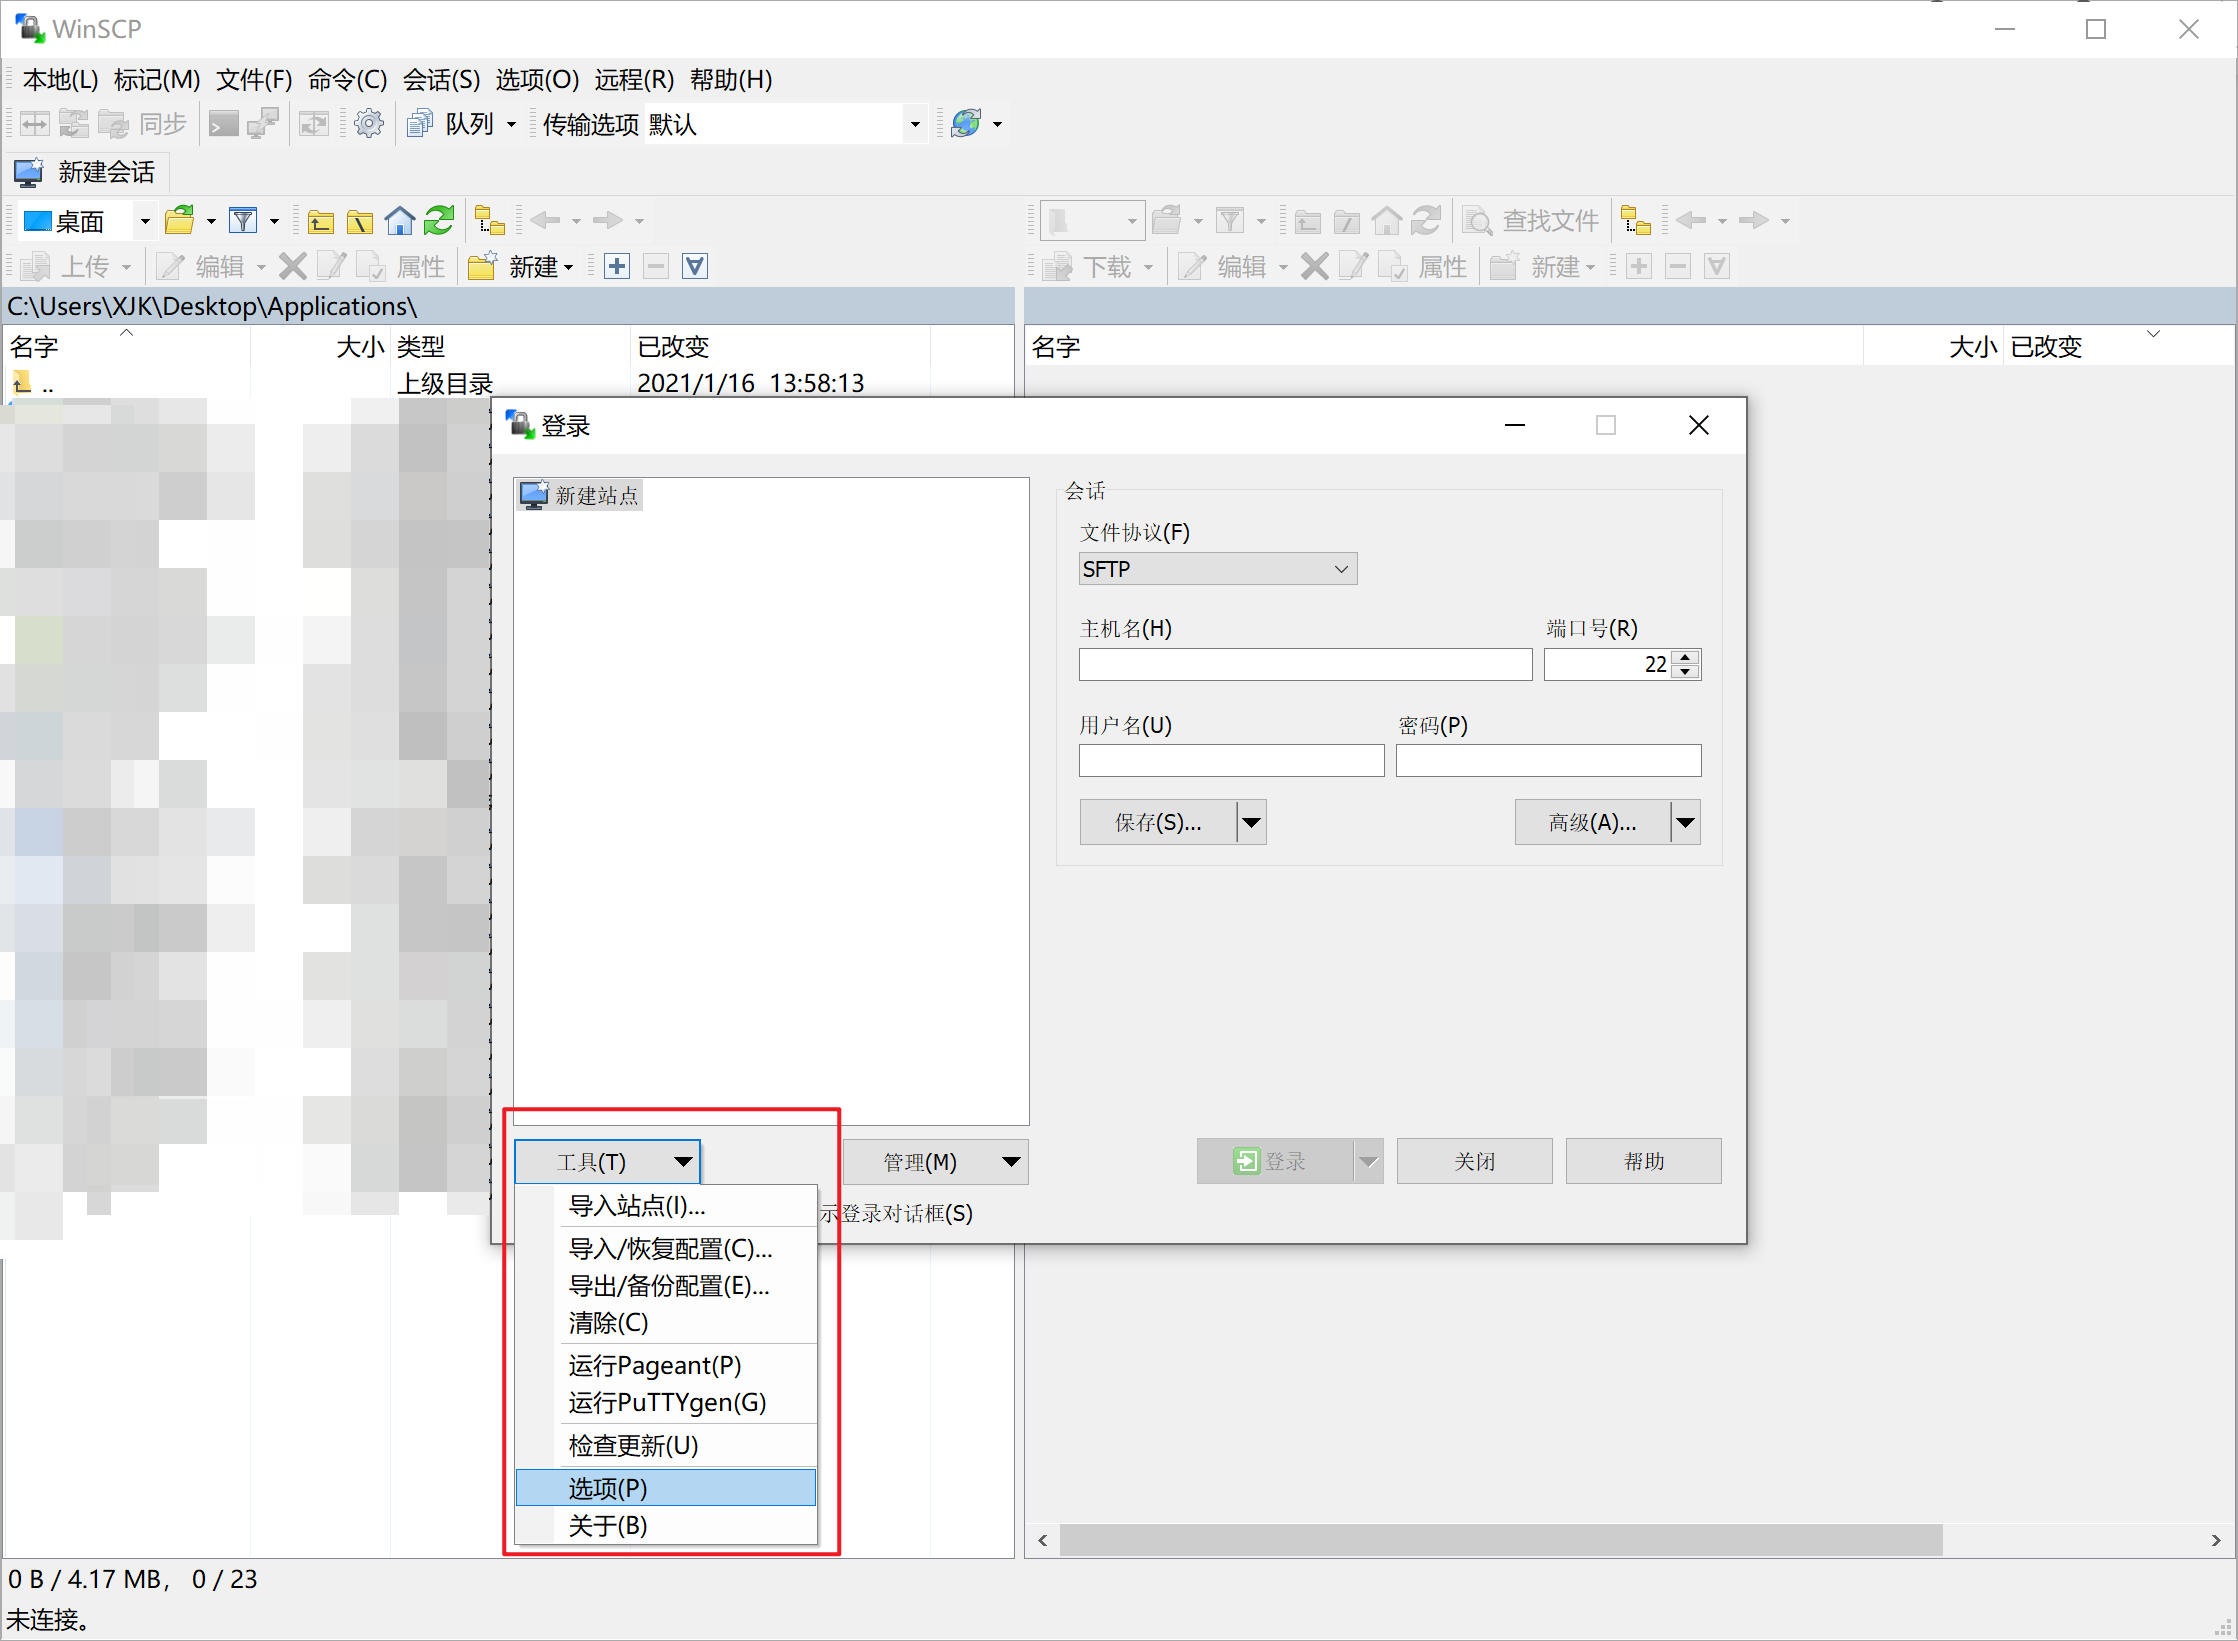 WinSCP
本地(L) 标记(M) 文件(F) 命令(C) 会话(S) 选项(O) 远程(R) 帮助(H)
同步 队列 传输选项 默认
新建会话
桌面 查找文件
上传 编辑 属性 新建 下载 编辑 属性 新建
C:\Users\XJK\Desktop\Applications\
名字 大小 类型 已改变 名字 大小 已改变
.. 上级目录 2021/1/16 13:58:13
登录
新建站点
会话
文件协议(F)
SFTP
主机名(H) 端口号(R)
22
用户名(U) 密码(P)
保存(S)... 高级(A)...
工具(T) 管理(M) 登录 关闭 帮助
示登录对话框(S)
导入站点(I)...
导入/恢复配置(C)...
导出/备份配置(E)...
清除(C)
运行Pageant(P)
运行PuTTYgen(G)
检查更新(U)
选项(P)
关于(B)
0 B / 4.17 MB， 0 / 23
未连接。